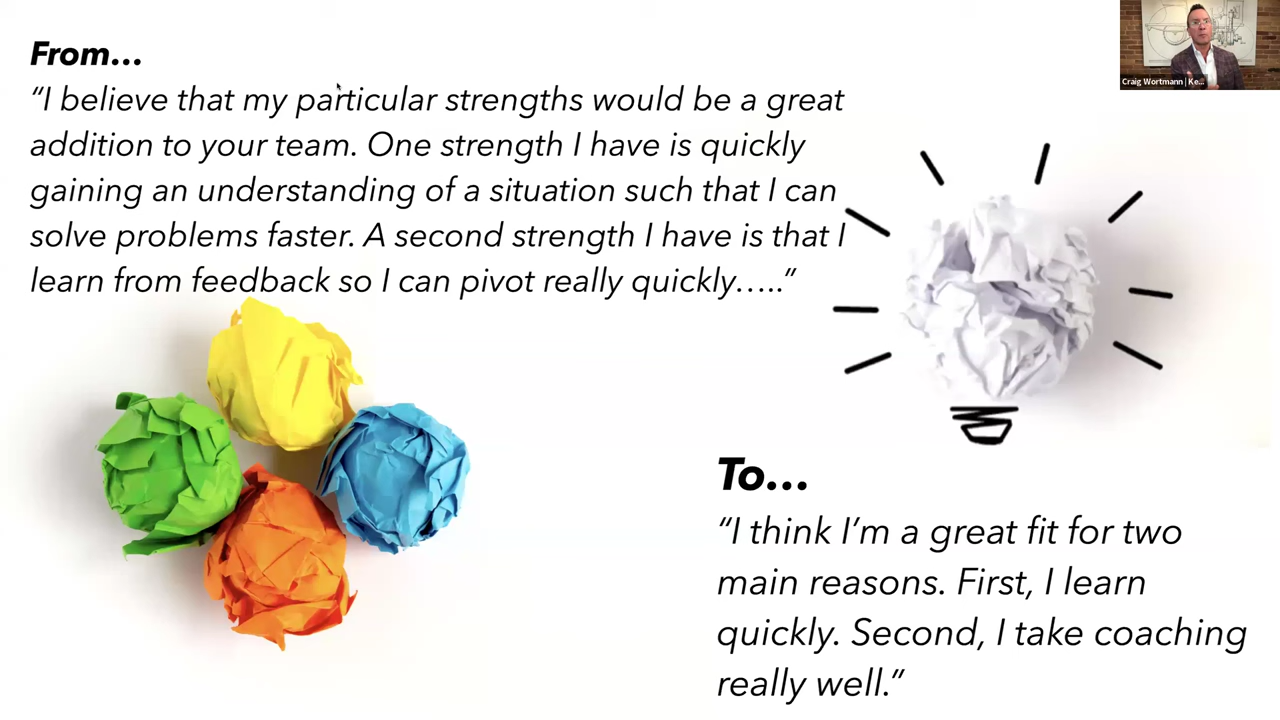 From…
“I believe that my particular strengths would be a great
addition to your team. One strength I have is quickly
gaining an understanding of a situation such that I can
solve problems faster. A second strength I have is that I
learn from feedback so I can pivot really quickly…..”
Craig Wortmann | Ke...
To…
“I think I’m a great fit for two
main reasons. First, I learn
quickly. Second, I take coaching
really well.”